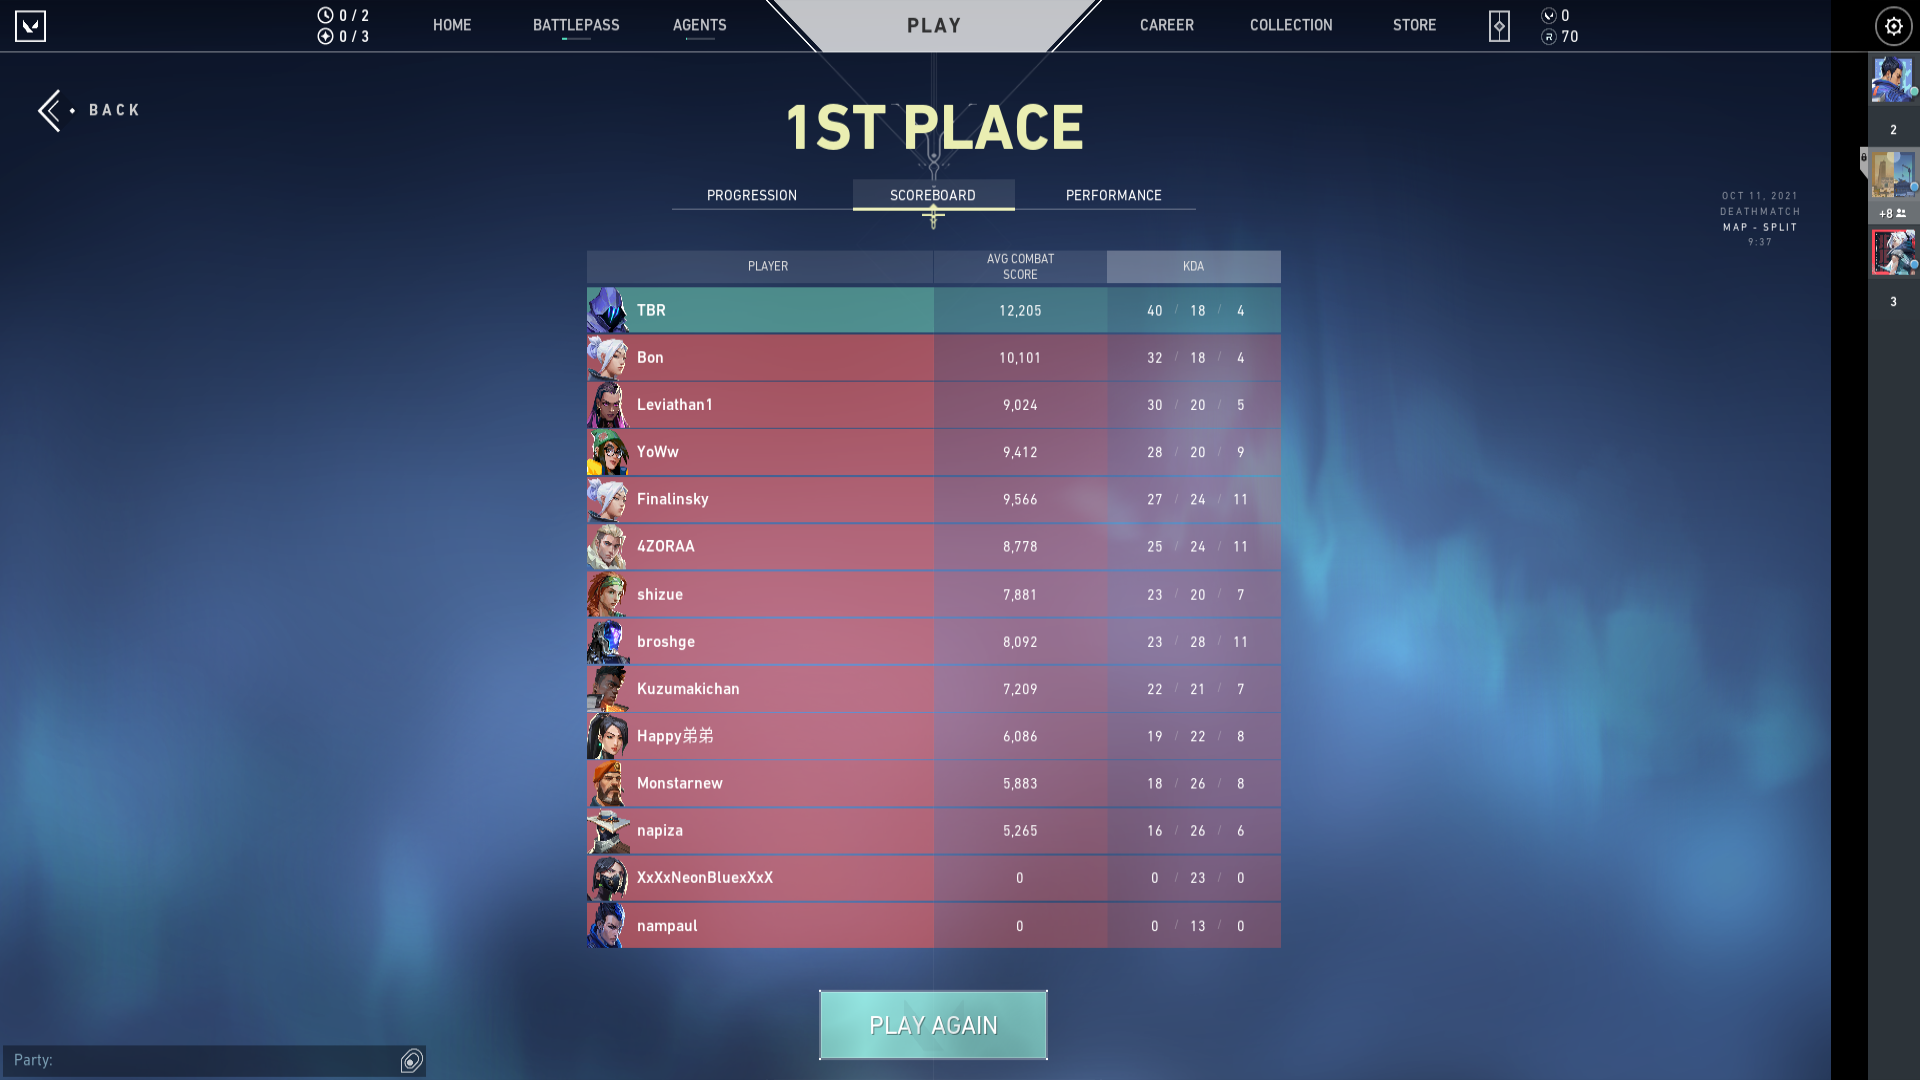 0 / 2
0 / 3
HOME
BATTLEPASS
AGENTS
PLAY
CAREER
COLLECTION
STORE
0
R 70
BACK
1ST PLACE
PROGRESSION
SCOREBOARD
PERFORMANCE
OCT 11, 2021
DEATHMATCH
MAP - SPLIT
9:37
2
+8
3
PLAYER
AVG COMBAT
SCORE
KDA
TBR 12,205 40 / 18 / 4
Bon 10,101 32 / 18 / 4
Leviathan1 9,024 30 / 20 / 5
YoWw 9,412 28 / 20 / 9
Finalinsky 9,566 27 / 24 / 11
4ZORAA 8,778 25 / 24 / 11
shizue 7,881 23 / 20 / 7
broshge 8,092 23 / 28 / 11
Kuzumakichan 7,209 22 / 21 / 7
Happy弟弟 6,086 19 / 22 / 8
Monstarnew 5,883 18 / 26 / 8
napiza 5,265 16 / 26 / 6
XxXxNeonBluexXxX 0 0 / 23 / 0
nampaul 0 0 / 13 / 0
PLAY AGAIN
Party: